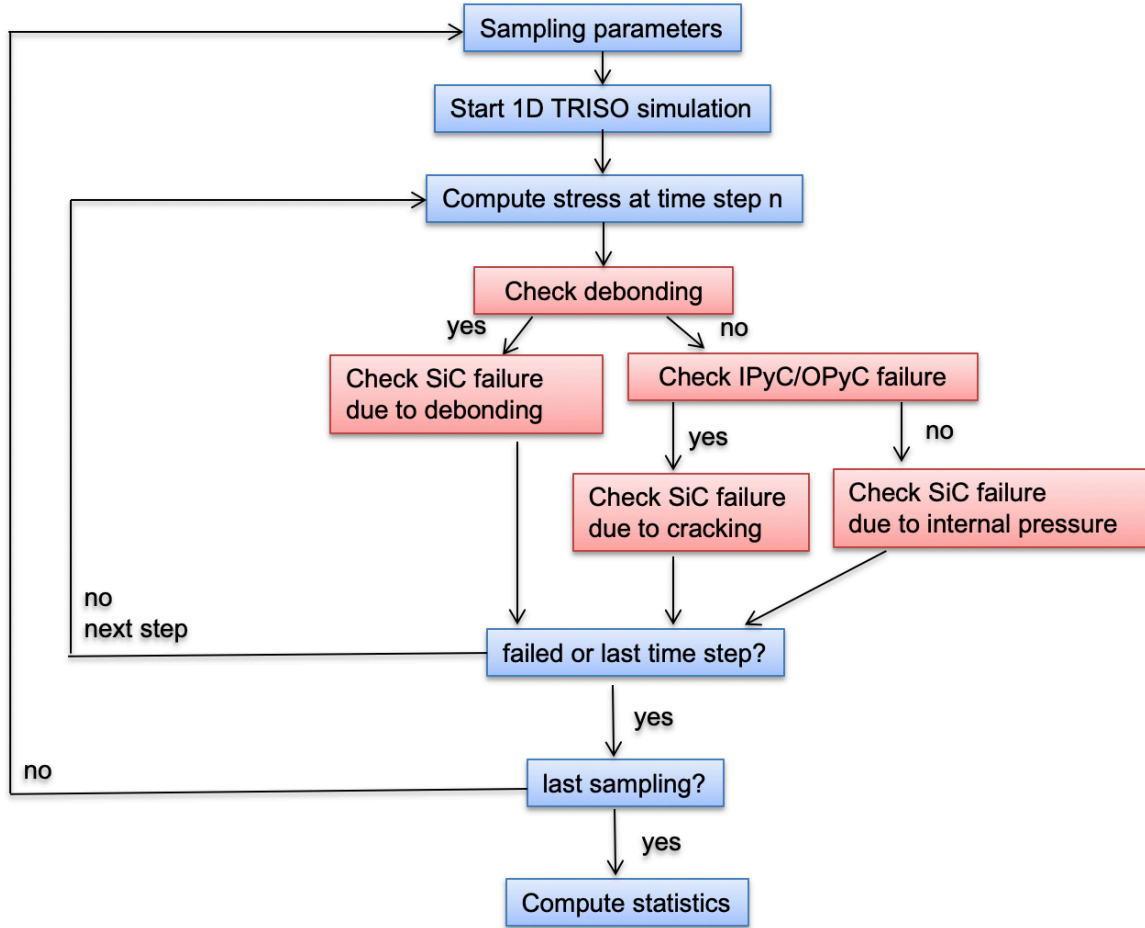 Sampling parameters
Start 1D TRISO simulation
Compute stress at time step n
Check debonding
yes
no
Check SiC failure
due to debonding
Check IPyC/OPyC failure
yes
no
Check SiC failure
due to cracking
Check SiC failure
due to internal pressure
no
next step
failed or last time step?
yes
no
last sampling?
yes
Compute statistics